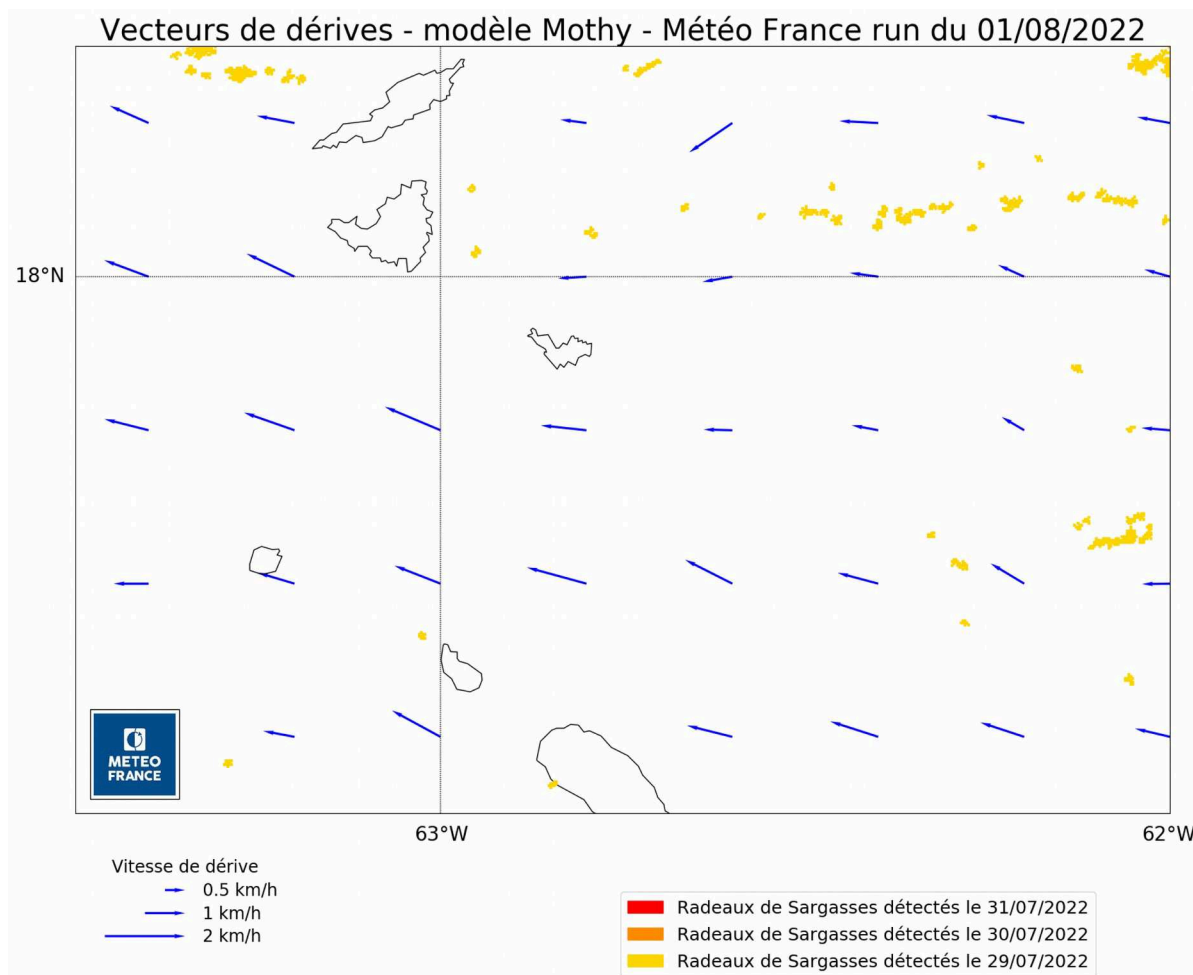 Vecteurs de dérives - modèle Mothy - Météo France run du 01/08/2022
18°N
METEO
FRANCE
63°W
62°W
Vitesse de dérive
0.5 km/h
1 km/h
2 km/h
Radeaux de Sargasses détectés le 31/07/2022
Radeaux de Sargasses détectés le 30/07/2022
Radeaux de Sargasses détectés le 29/07/2022